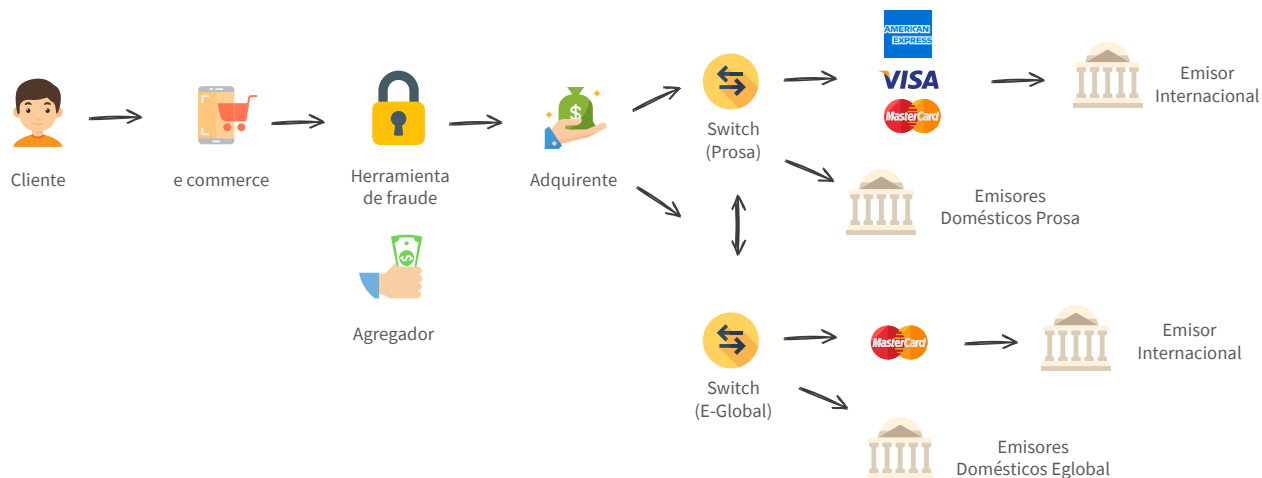 Cliente
e commerce
Herramienta
de fraude
Agregador
Adquirente
Switch
(Prosa)
AMERICAN
EXPRESS
VISA
MasterCard
Emisor
Internacional
Emisores
Domésticos Prosa
Switch
(E-Global)
MasterCard
Emisor
Internacional
Emisores
Domésticos Eglobal